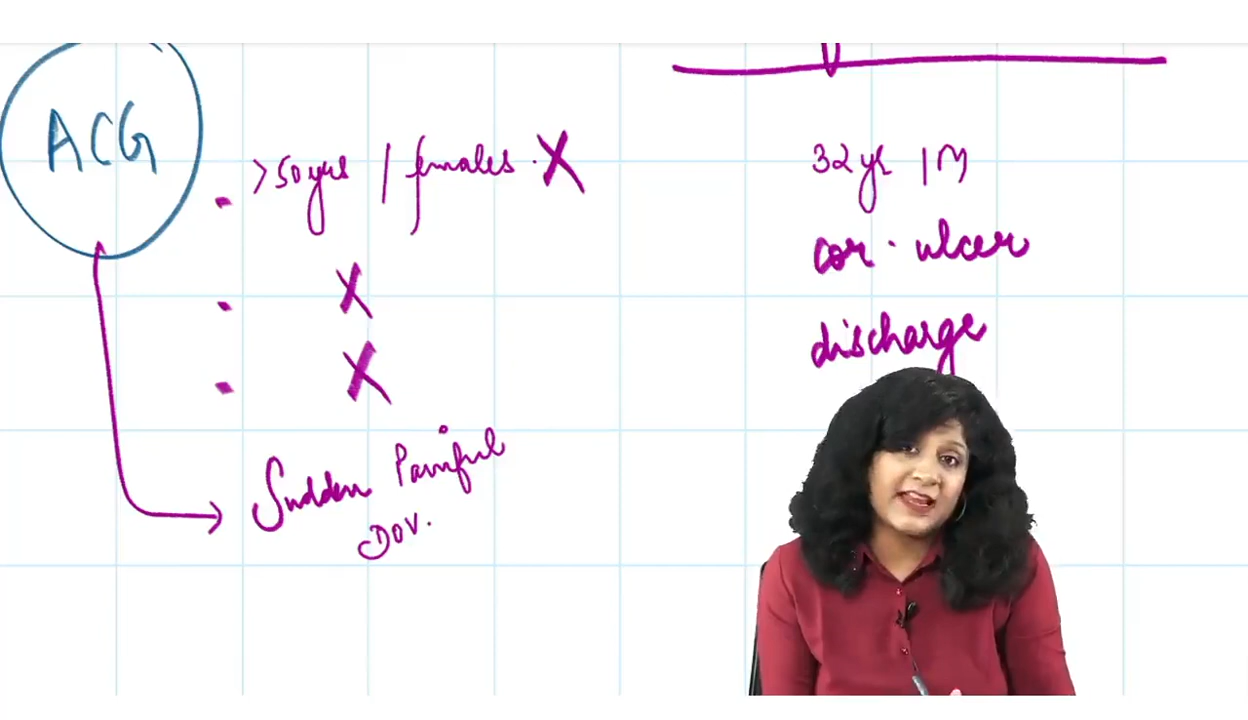 ACG
>50yrs / females. X
X
X
Sudden Painful
DOV.
32yr / M
cor. ulcer
discharge